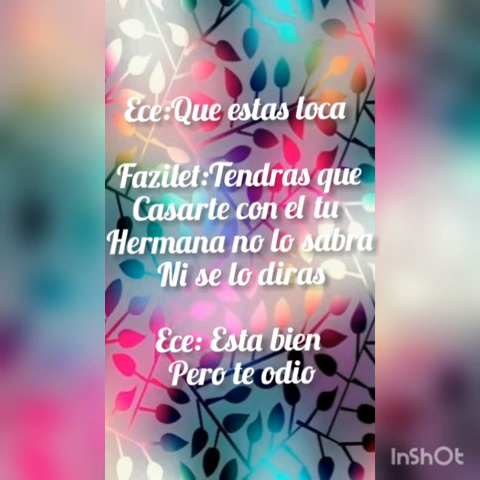 Ece:Que estas loca
Fazilet:Tendras que
Casarte con el tu
Hermana no lo sabra
Ni se lo diras
Ece: Esta bien
Pero te odio
InShOt